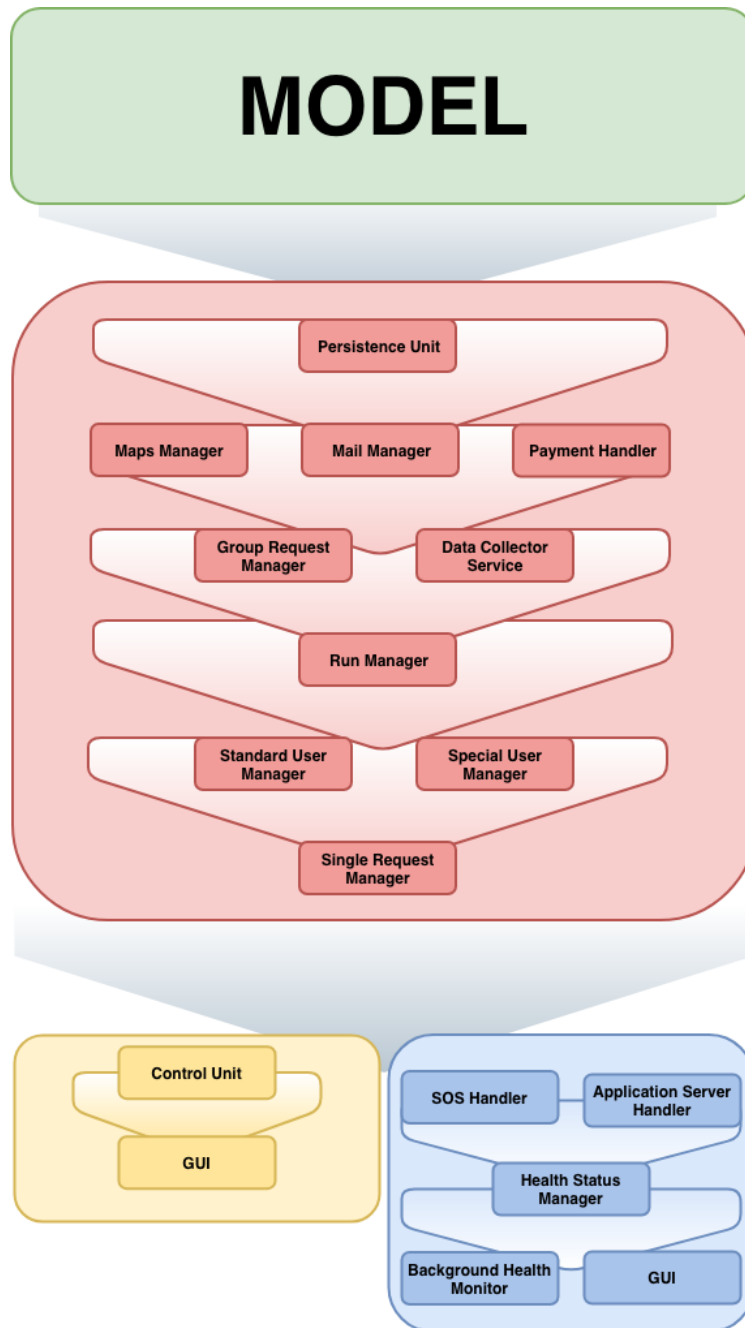 MODEL
Persistence Unit
Maps Manager
Mail Manager
Payment Handler
Group Request
Manager
Data Collector
Service
Run Manager
Standard User
Manager
Special User
Manager
Single Request
Manager
Control Unit
GUI
SOS Handler
Application Server
Handler
Health Status
Manager
Background Health
Monitor
GUI